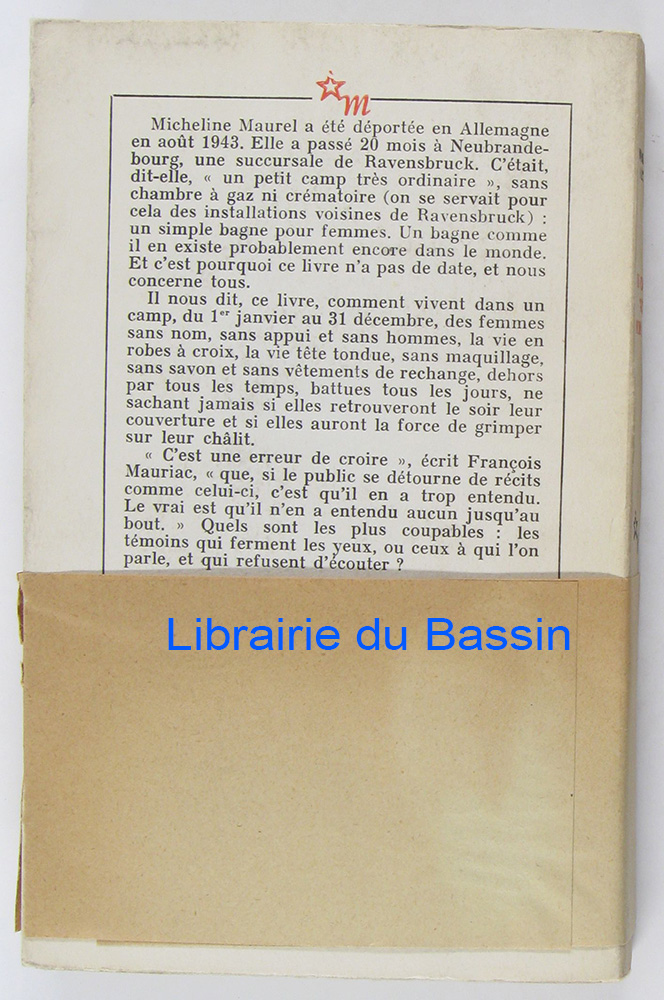 m
Micheline Maurel a été déportée en Allemagne
en août 1943. Elle a passé 20 mois à Neubrande-
bourg, une succursale de Ravensbruck. C'était,
dit-elle, « un petit camp très ordinaire », sans
chambre à gaz ni crématoire (on se servait pour
cela des installations voisines de Ravensbruck) :
un simple bagne pour femmes. Un bagne comme
il en existe probablement encore dans le monde.
Et c'est pourquoi ce livre n'a pas de date, et nous
concerne tous.
Il nous dit, ce livre, comment vivent dans un
camp, du 1er janvier au 31 décembre, des femmes
sans nom, sans appui et sans hommes, la vie en
robes à croix, la vie tête tondue, sans maquillage,
sans savon et sans vêtements de rechange, dehors
par tous les temps, battues tous les jours, ne
sachant jamais si elles retrouveront le soir leur
couverture et si elles auront la force de grimper
sur leur châlit.
« C'est une erreur de croire », écrit François
Mauriac, « que, si le public se détourne de récits
comme celui-ci, c'est qu'il en a trop entendu.
Le vrai est qu'il n'en a entendu aucun jusqu'au
bout. » Quels sont les plus coupables : les
témoins qui ferment les yeux, ou ceux à qui l'on
parle, et qui refusent d'écouter ?
Librairie du Bassin